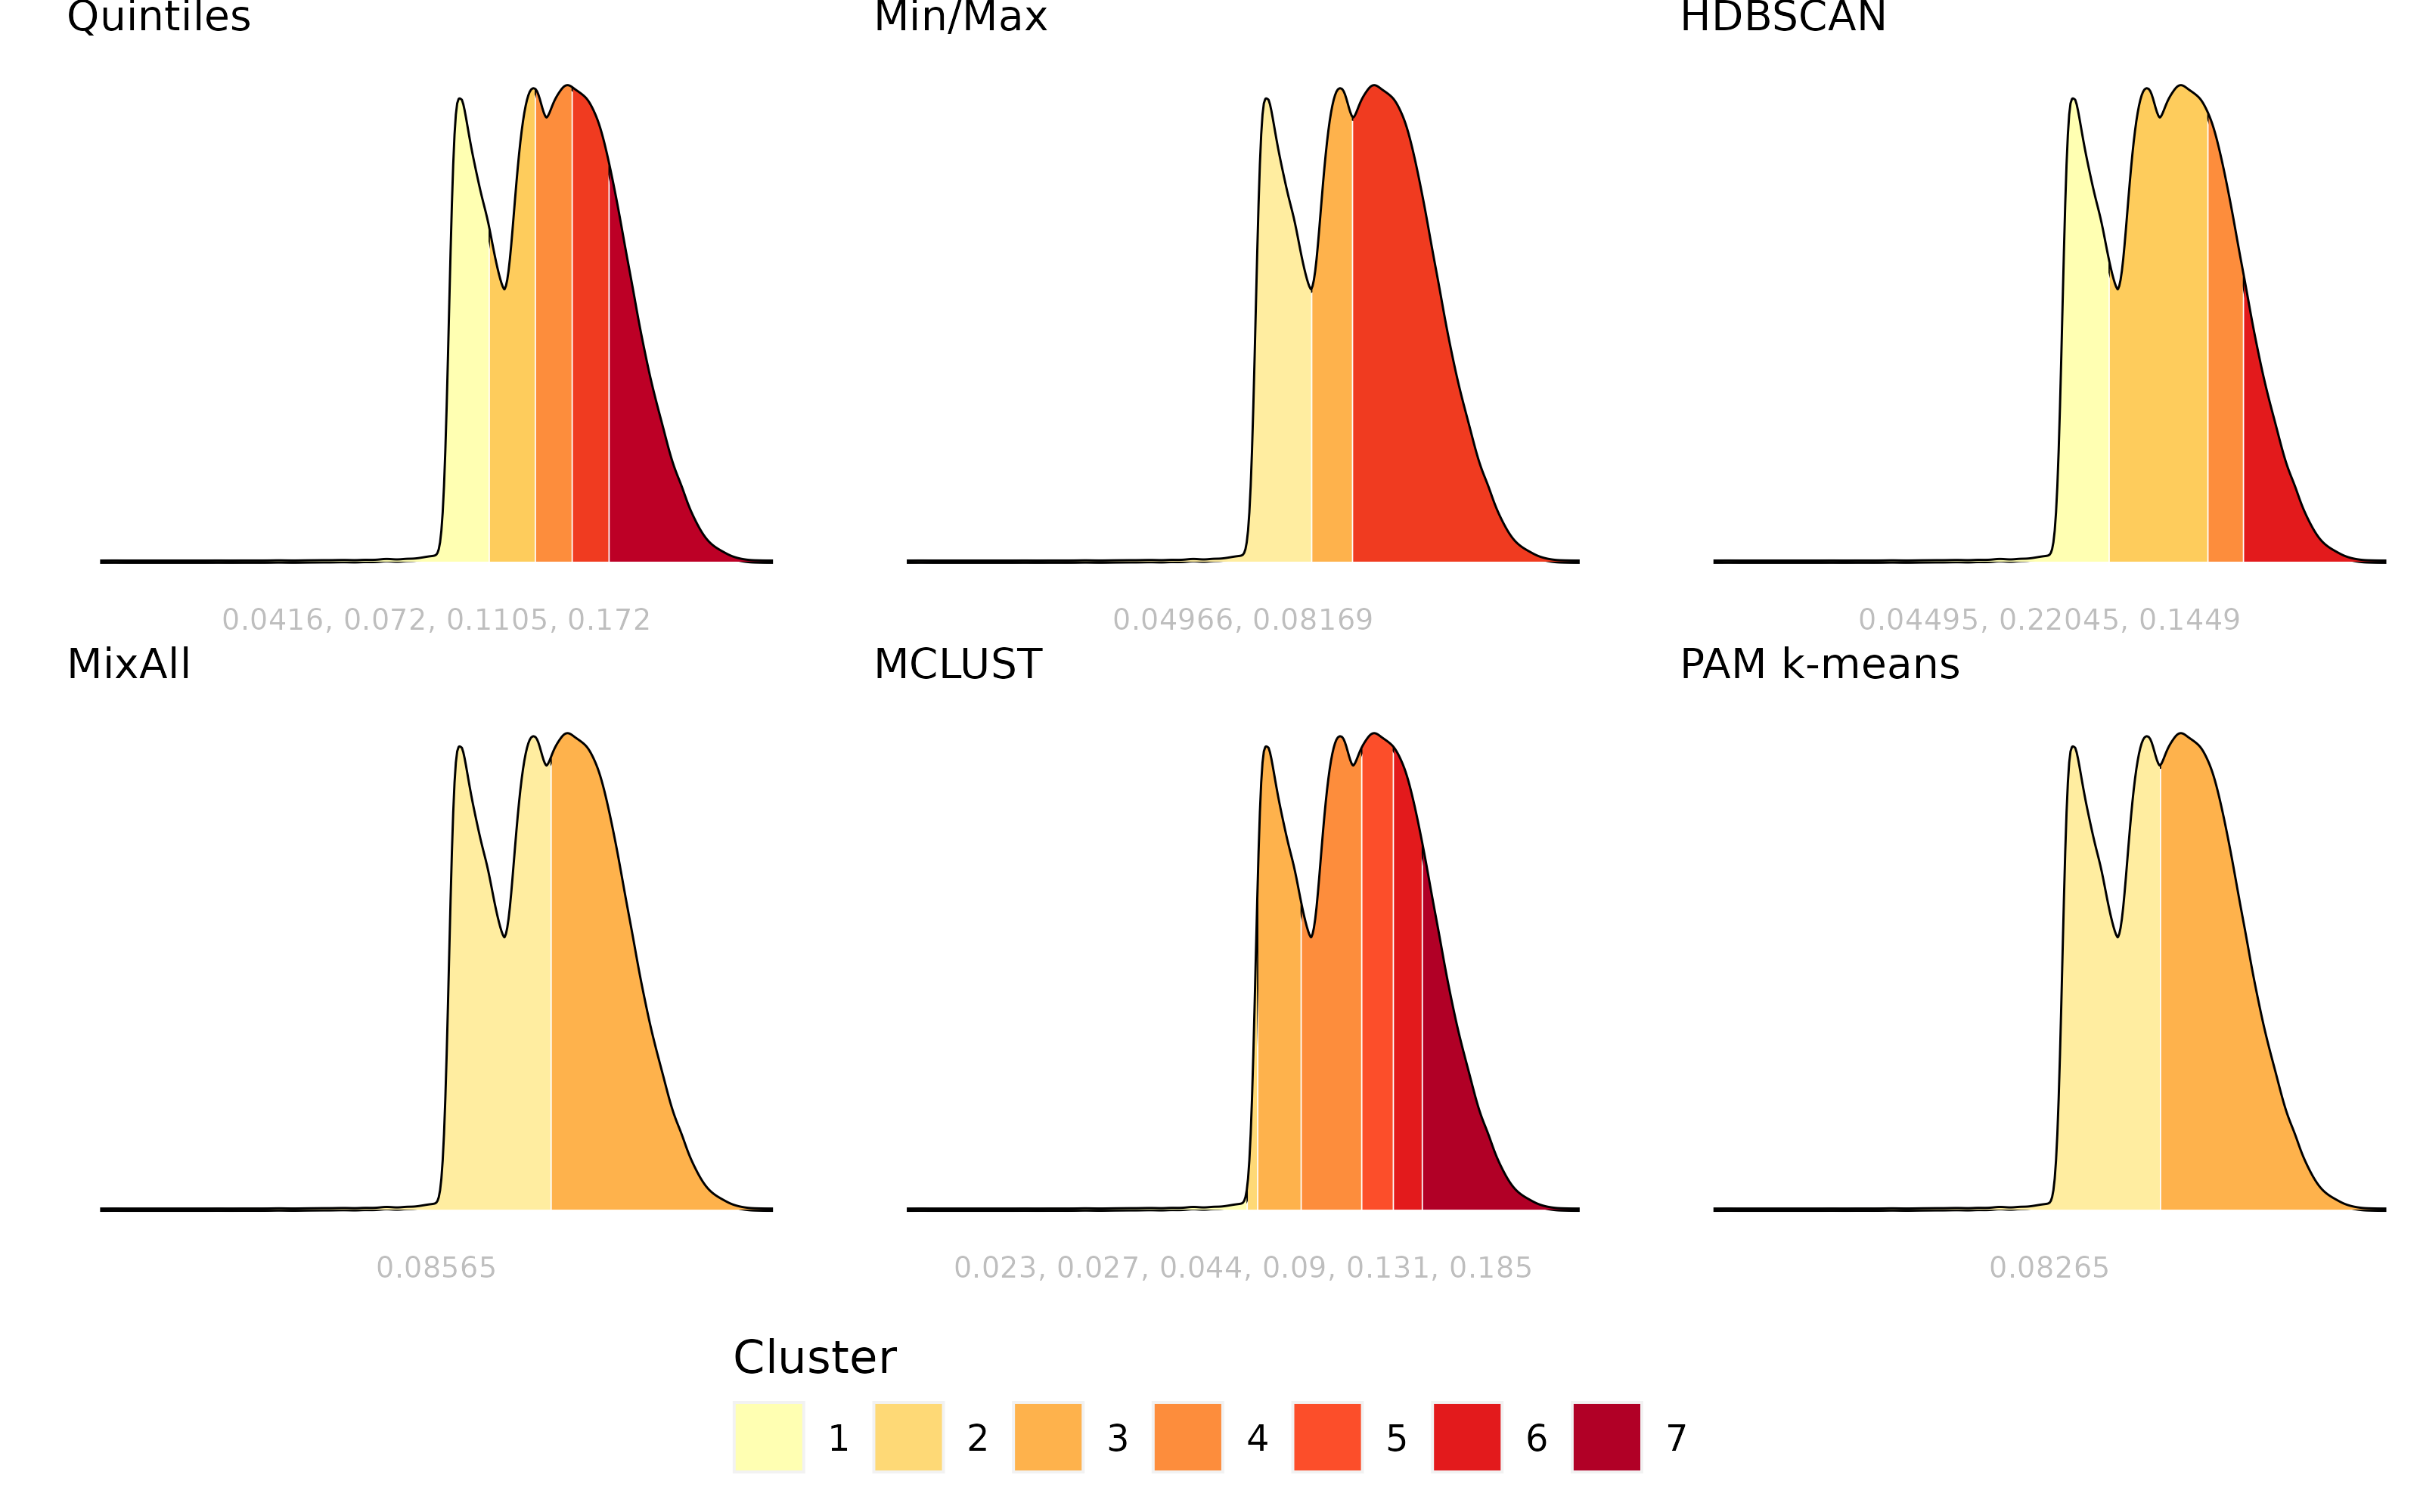 Quintiles
Min/Max
HDBSCAN
0.0416, 0.072, 0.1105, 0.172
0.04966, 0.08169
0.04495, 0.22045, 0.1449
MixAll
MCLUST
PAM k-means
0.08565
0.023, 0.027, 0.044, 0.09, 0.131, 0.185
0.08265
Cluster
1 2 3 4 5 6 7